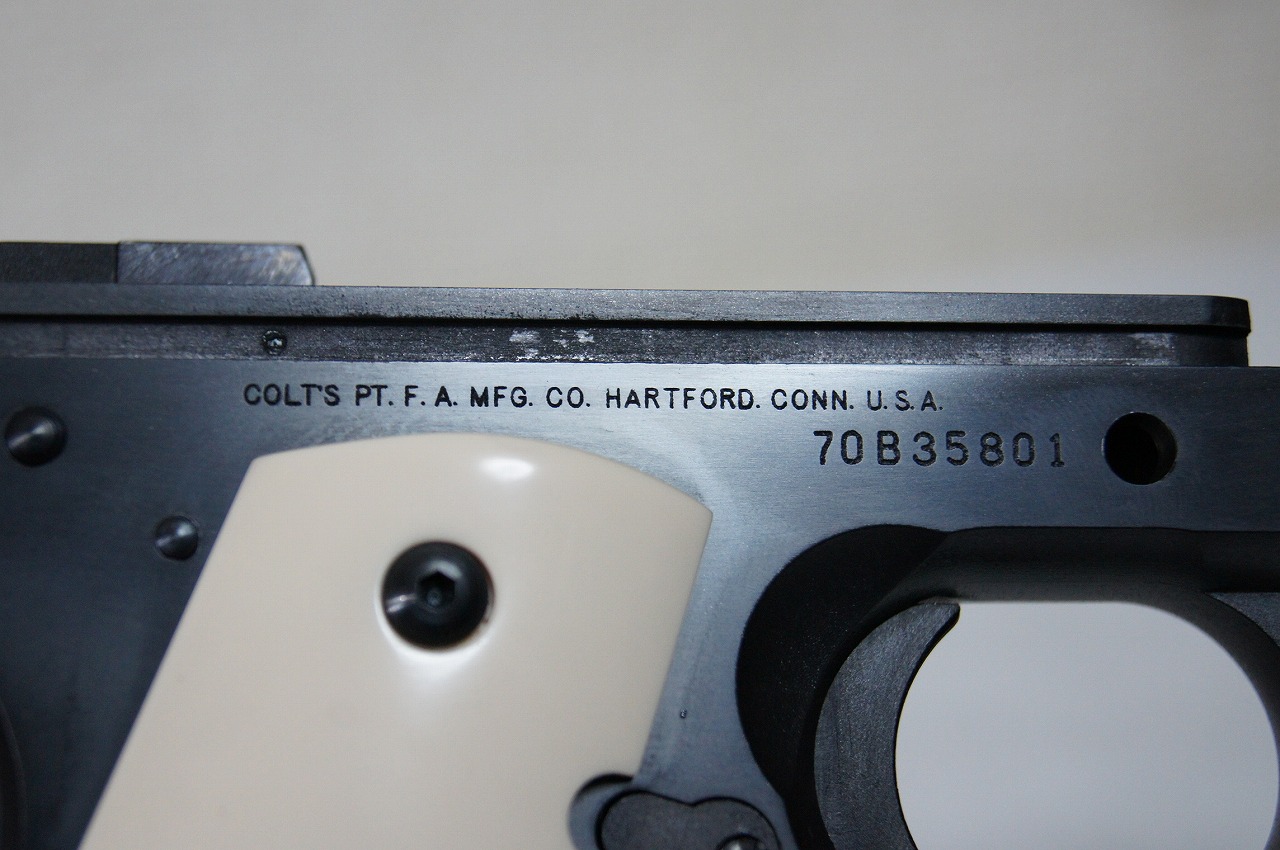 COLT'S PT. F. A. MFG. CO. HARTFORD. CONN. U.S.A.
70B35801